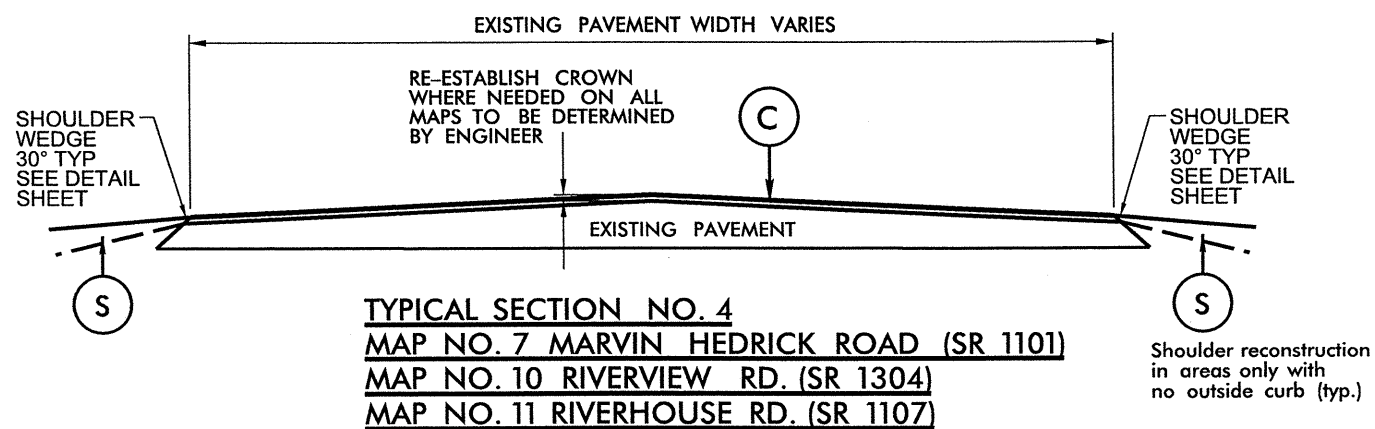 EXISTING PAVEMENT WIDTH VARIES
RE-ESTABLISH CROWN
WHERE NEEDED ON ALL
MAPS TO BE DETERMINED
BY ENGINEER
C
SHOULDER
WEDGE
30° TYP
SEE DETAIL
SHEET
SHOULDER
WEDGE
30° TYP
SEE DETAIL
SHEET
EXISTING PAVEMENT
S
S
TYPICAL SECTION NO. 4
MAP NO. 7 MARVIN HEDRICK ROAD (SR 1101)
MAP NO. 10 RIVERVIEW RD. (SR 1304)
MAP NO. 11 RIVERHOUSE RD. (SR 1107)
Shoulder reconstruction
in areas only with
no outside curb (typ.)